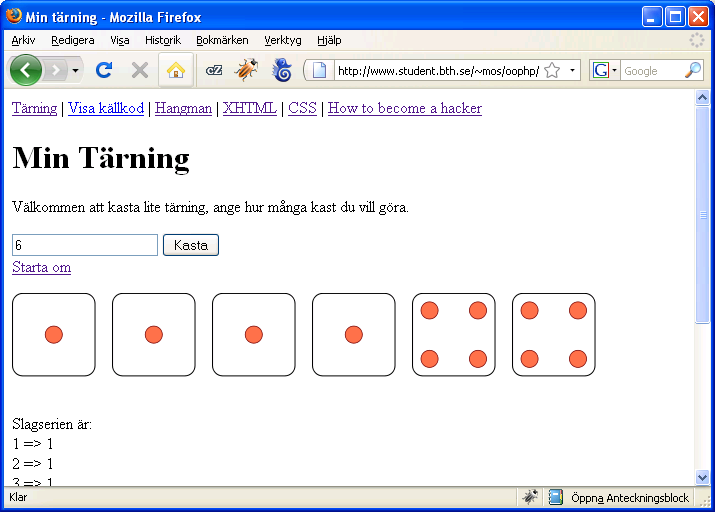 Min tärning - Mozilla Firefox
Arkiv Redigera Visa Historik Bokmärken Verktyg Hjälp
http://www.student.bth.se/~mos/oophp/ Google
Tärning | Visa källkod | Hangman | XHTML | CSS | How to become a hacker
Min Tärning
Välkommen att kasta lite tärning, ange hur många kast du vill göra.
6 Kasta
Starta om
Slagserien är:
1 => 1
2 => 1
3 => 1
Klar Öppna Anteckningsblock